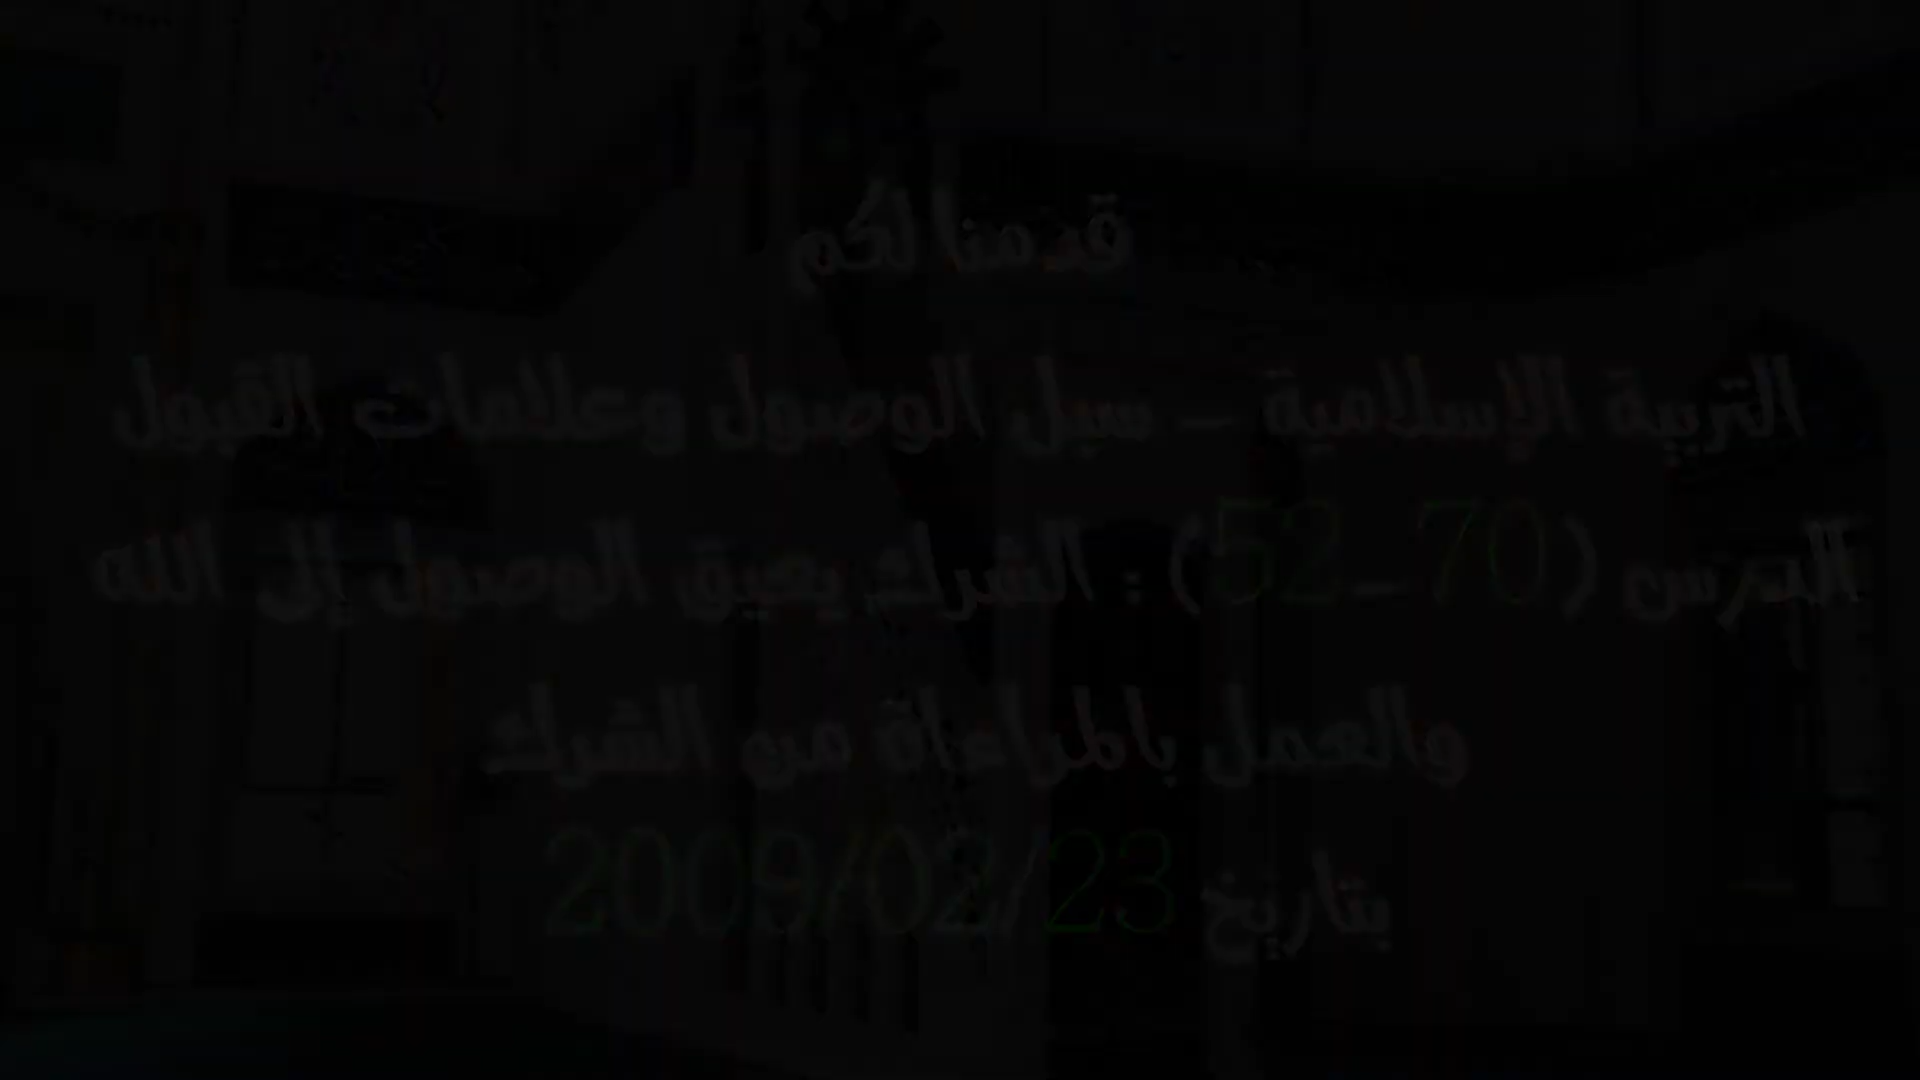 قدمنا لكم
التربية الإسلامية - سبل الوصول وعلامات القبول
الدرس (70-52) : الشرك يعيق الوصول إلى الله
والعمل بالمراءاة من الشرك
بتاريخ 2009/02/23